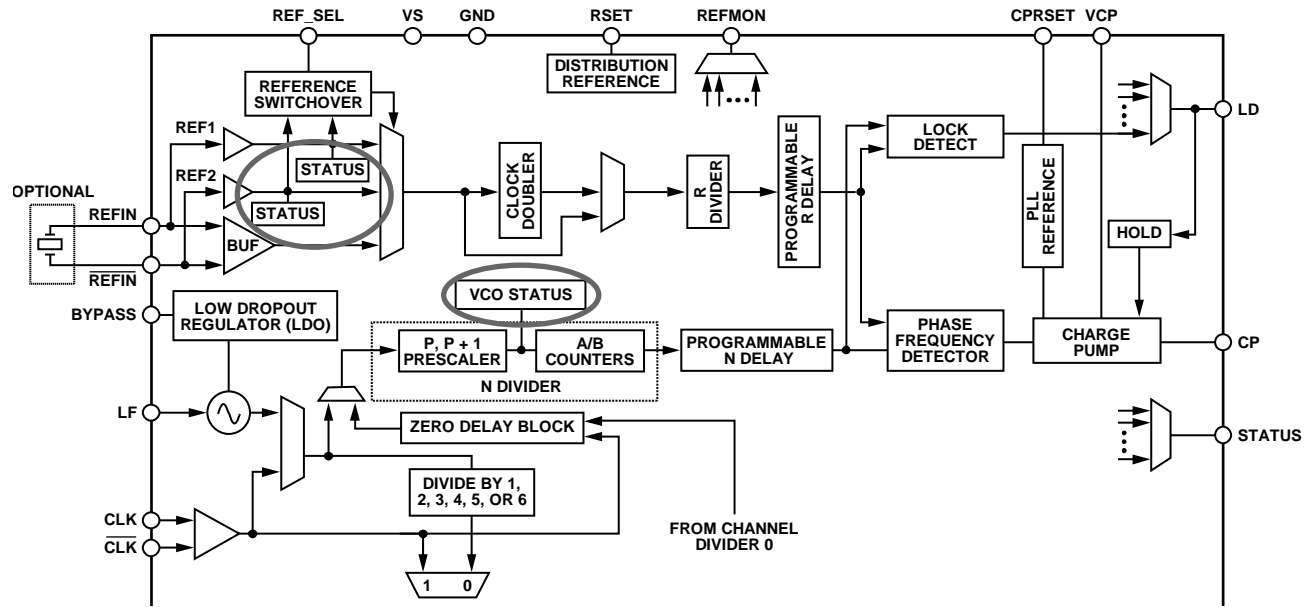 REF_SEL
VS
GND
RSET
REFMON
CPRSET
VCP
DISTRIBUTION
REFERENCE
REFERENCE
SWITCHOVER
REF1
STATUS
REF2
STATUS
BUF
OPTIONAL
REFIN
REFIN
CLOCK
DOUBLER
R
DIVIDER
PROGRAMMABLE
R DELAY
LOCK
DETECT
PLL
REFERENCE
LD
HOLD
BYPASS
LOW DROPOUT
REGULATOR (LDO)
VCO STATUS
P, P + 1
PRESCALER
A/B
COUNTERS
N DIVIDER
PROGRAMMABLE
N DELAY
PHASE
FREQUENCY
DETECTOR
CHARGE
PUMP
CP
LF
ZERO DELAY BLOCK
STATUS
DIVIDE BY 1,
2, 3, 4, 5, OR 6
CLK
CLK
FROM CHANNEL
DIVIDER 0
1 0